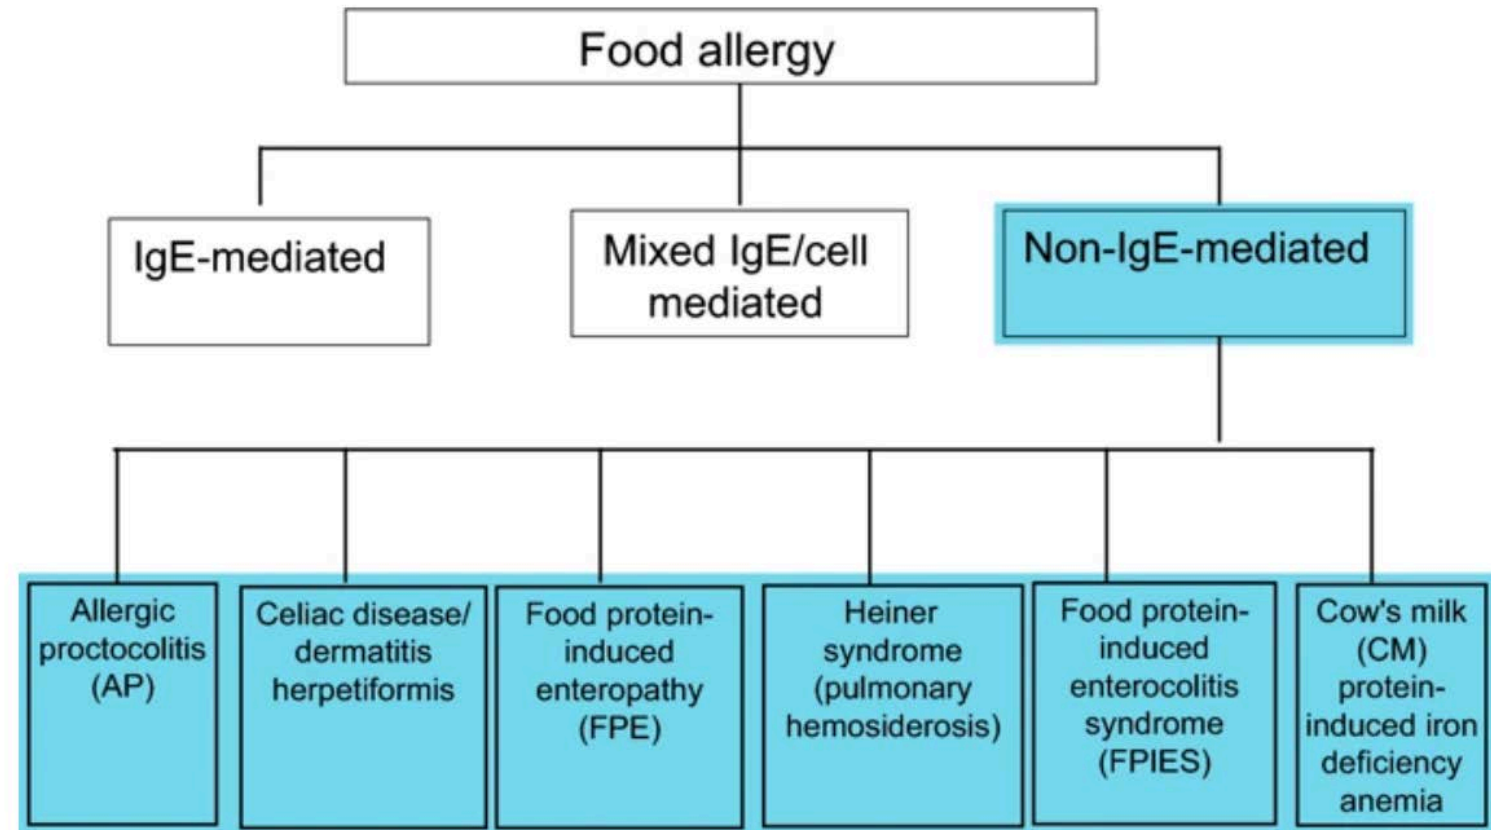 Food allergy
IgE-mediated
Mixed IgE/cell
mediated
Non-IgE-mediated
Allergic
proctocolitis
(AP)
Celiac disease/
dermatitis
herpetiformis
Food protein-
induced
enteropathy
(FPE)
Heiner
syndrome
(pulmonary
hemosiderosis)
Food protein-
induced
enterocolitis
syndrome
(FPIES)
Cow's milk
(CM)
protein-
induced iron
deficiency
anemia